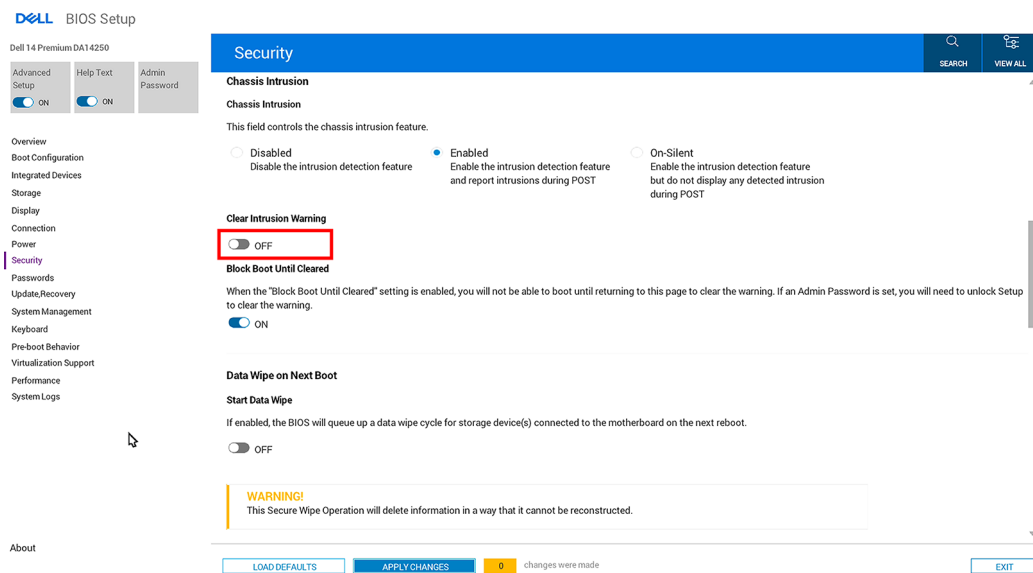 DELL BIOS Setup
Dell 14 Premium DA14250
Advanced
Setup
ON
Help Text
ON
Admin
Password
Overview
Boot Configuration
Integrated Devices
Storage
Display
Connection
Power
Security
Passwords
Update,Recovery
System Management
Keyboard
Pre-boot Behavior
Virtualization Support
Performance
System Logs
About
Security
SEARCH
VIEW ALL
Chassis Intrusion
Chassis Intrusion
This field controls the chassis intrusion feature.
Disabled
Disable the intrusion detection feature
Enabled
Enable the intrusion detection feature
and report intrusions during POST
On-Silent
Enable the intrusion detection feature
but do not display any detected intrusion
during POST
Clear Intrusion Warning
OFF
Block Boot Until Cleared
When the "Block Boot Until Cleared" setting is enabled, you will not be able to boot until returning to this page to clear the warning. If an Admin Password is set, you will need to unlock Setup
to clear the warning.
ON
Data Wipe on Next Boot
Start Data Wipe
If enabled, the BIOS will queue up a data wipe cycle for storage device(s) connected to the motherboard on the next reboot.
OFF
WARNING!
This Secure Wipe Operation will delete information in a way that it cannot be reconstructed.
LOAD DEFAULTS
APPLY CHANGES
0
changes were made
EXIT